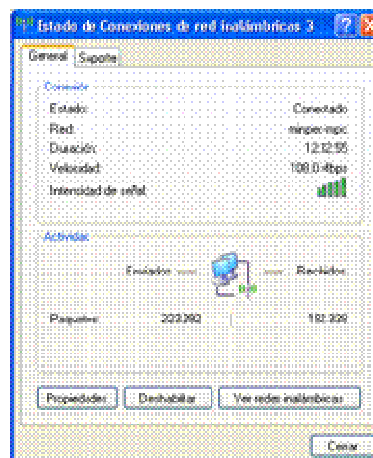 Estado de Conexiones de red inalámbricas 3
General Soporte
Conexión
Estado: Conectado
Red:
Duración: 12:12:55
Velocidad: 108.0 Mbps
Intensidad de señal:
Actividad
Enviados — Recibidos
Paquetes:
Propiedades Deshabilitar Ver redes inalámbricas
Cerrar